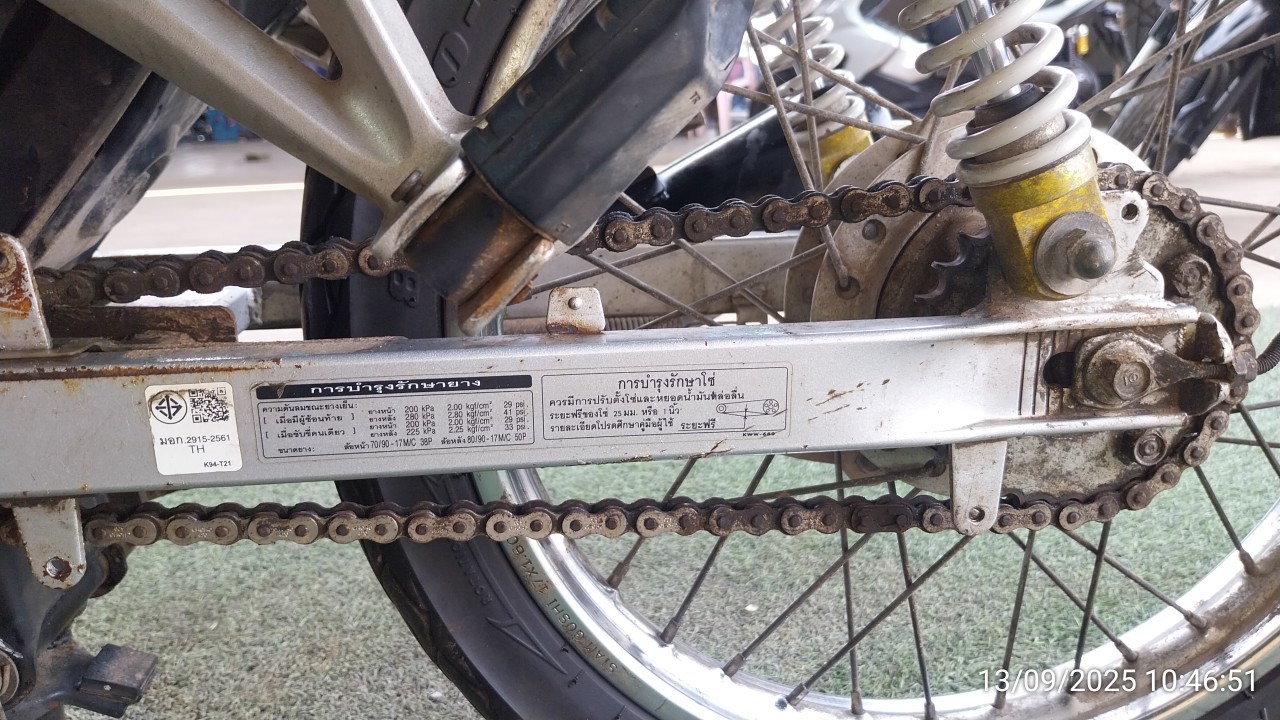 มอก.2915-2561
TH
K94-T21
การบำรุงรักษายาง
ความดันลมขณะยางเย็น:
[ เมื่อมีผู้ซ้อนท้าย ] ยางหน้า 200 kPa 2.00 kgf/cm² 29 psi
ยางหลัง 280 kPa 2.80 kgf/cm² 41 psi
[ เมื่อขับขี่คนเดียว ] ยางหน้า 200 kPa 2.00 kgf/cm² 29 psi
ยางหลัง 225 kPa 2.25 kgf/cm² 33 psi
ขนาดยาง: ล้อหน้า 70/90-17M/C 38P ล้อหลัง 80/90-17M/C 50P
การบำรุงรักษาโซ่
ควรมีการปรับตั้งโซ่และหยอดน้ำมันหล่อลื่น
ระยะฟรีของโซ่ 25 มม. หรือ 1 นิ้ว
รายละเอียดโปรดศึกษาคู่มือผู้ใช้ ระยะฟรี
13/09/2025 10:46:51